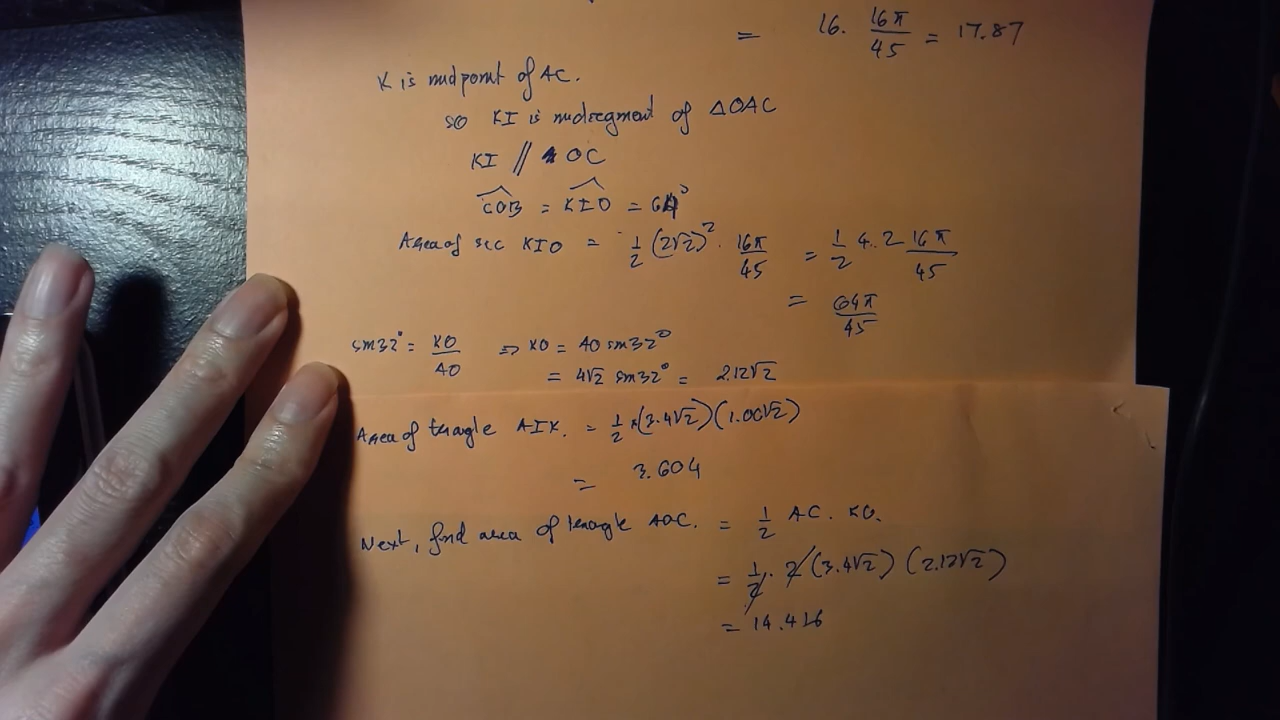 = 16. 16π/45 = 17.87
K is midpoint of AC.
so KI is midsegment of ΔOAC
KI // OC
COB = KIO = 64°
Area of sec KIO = 1/2 (2√2)². 16π/45 = 1/2 4.2 16π/45
= 64π/45
sin32° = KO/AO ⇒ KO = AO sin32°
= 4√2 sin32° = 2.12√2
Area of triangle AIK. = 1/2 × (3.4√2)(1.06√2)
= 3.604
Next, find area of triangle AOC. = 1/2 AC. KO.
= 1/2. 2 (3.4√2) (2.12√2)
= 14.416